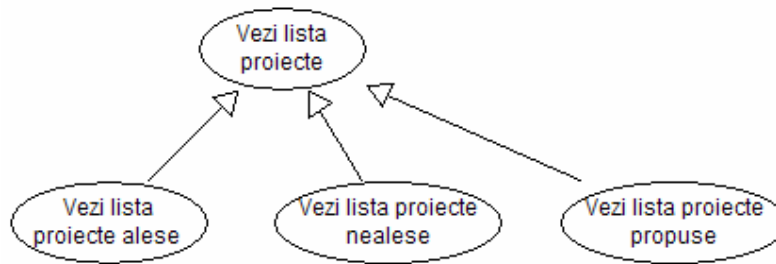 Vezi lista
proiecte
Vezi lista
proiecte alese
Vezi lista proiecte
nealese
Vezi lista proiecte
propuse